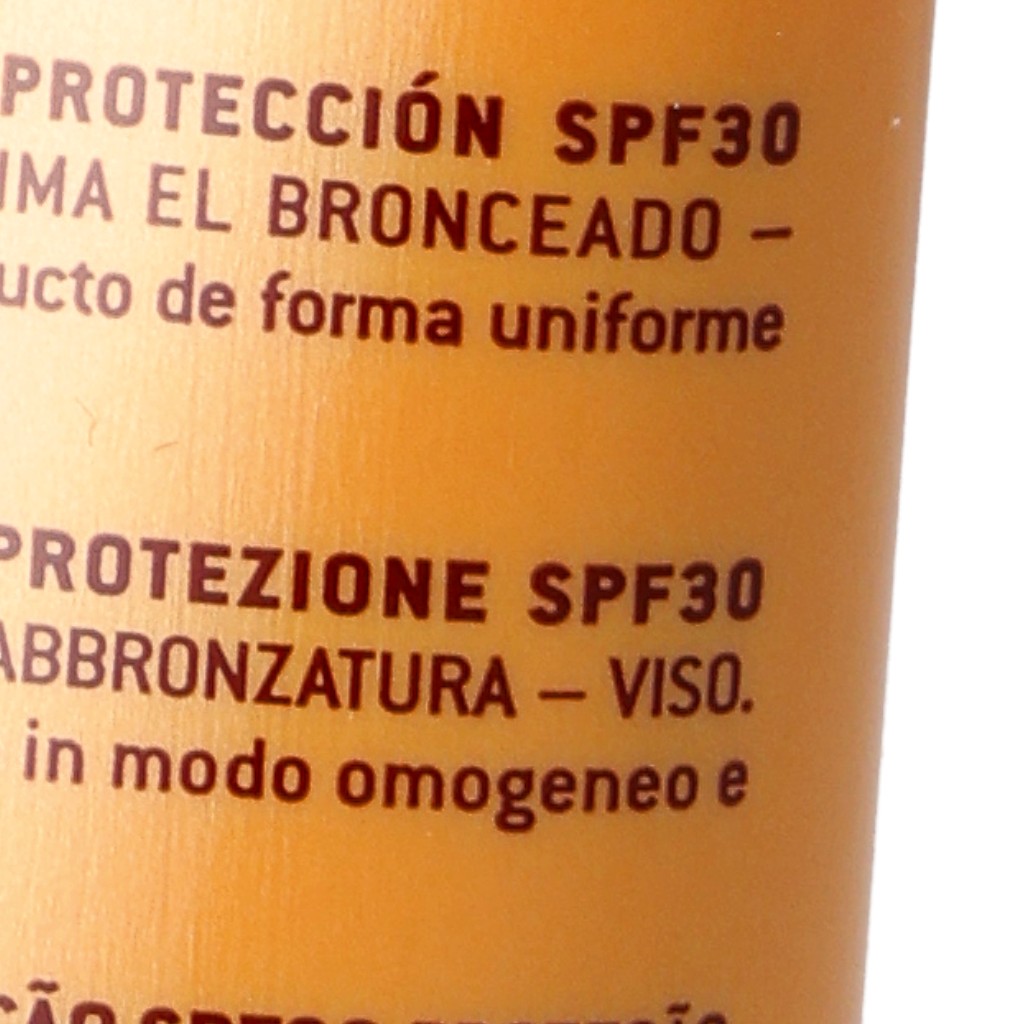 PROTECCIÓN SPF30
IMA EL BRONCEADO –
ucto de forma uniforme
PROTEZIONE SPF30
ABBRONZATURA – VISO.
in modo omogeneo e